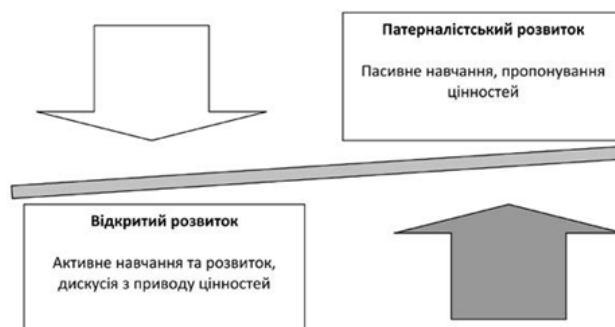 Патерналістський розвиток
Пасивне навчання, пропонування
цінностей
Відкритий розвиток
Активне навчання та розвиток,
дискусія з приводу цінностей